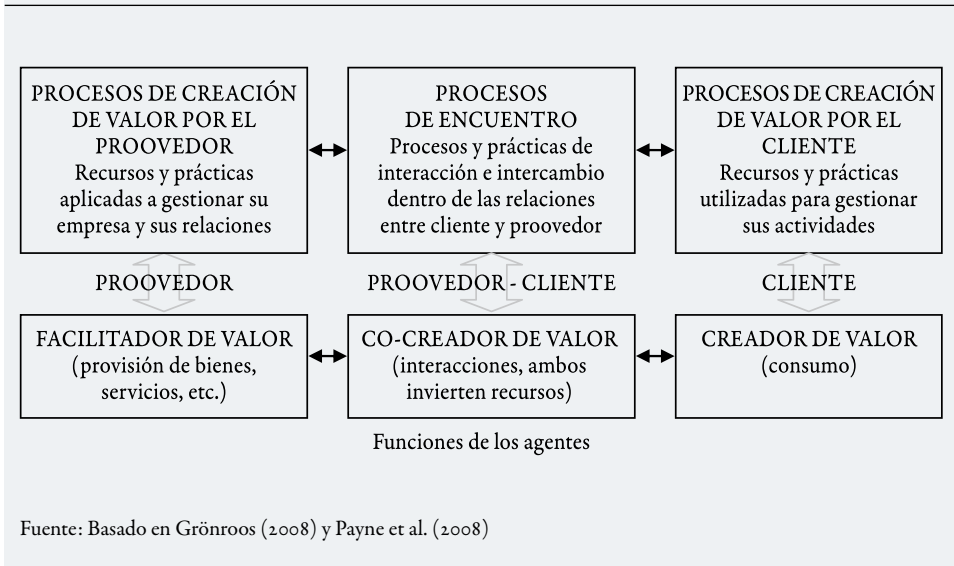 PROCESOS DE CREACIÓN
DE VALOR POR EL
PROOVEDOR
Recursos y prácticas
aplicadas a gestionar su
empresa y sus relaciones
PROCESOS
DE ENCUENTRO
Procesos y prácticas de
interacción e intercambio
dentro de las relaciones
entre cliente y proovedor
PROCESOS DE CREACIÓN
DE VALOR POR EL
CLIENTE
Recursos y prácticas
utilizadas para gestionar
sus actividades
PROOVEDOR
PROOVEDOR - CLIENTE
CLIENTE
FACILITADOR DE VALOR
(provisión de bienes,
servicios, etc.)
CO-CREADOR DE VALOR
(interacciones, ambos
invierten recursos)
CREADOR DE VALOR
(consumo)
Funciones de los agentes
Fuente: Basado en Grönroos (2008) y Payne et al. (2008)